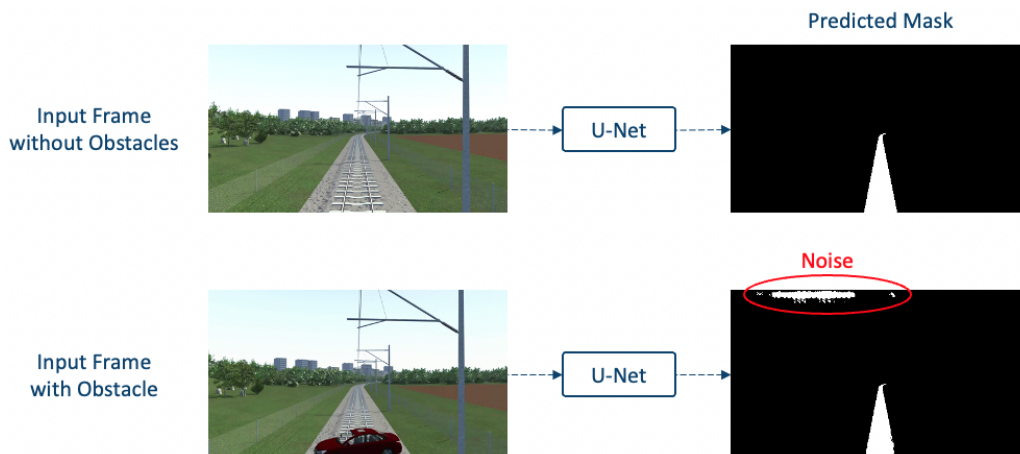 Predicted Mask
Input Frame
without Obstacles
U-Net
Noise
Input Frame
with Obstacle
U-Net